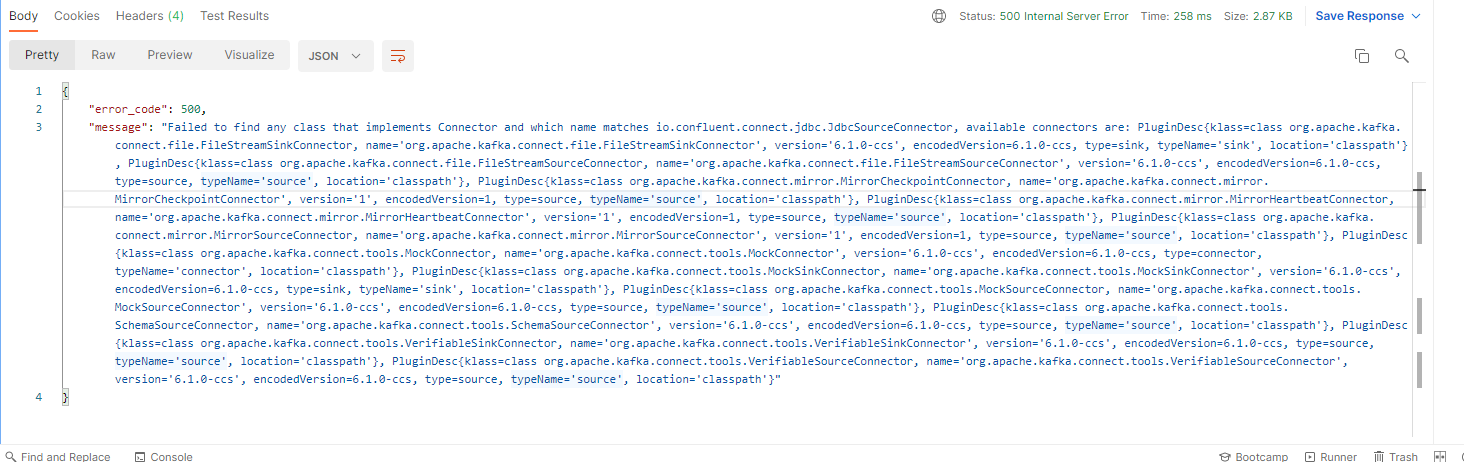 Body Cookies Headers (4) Test Results Status: 500 Internal Server Error Time: 258 ms Size: 2.87 KB Save Response
Pretty Raw Preview Visualize JSON
1 {
2 "error_code": 500,
3 "message": "Failed to find any class that implements Connector and which name matches io.confluent.connect.jdbc.JdbcSourceConnector, available connectors are: PluginDesc{klass=class org.apache.kafka.
connect.file.FileStreamSinkConnector, name='org.apache.kafka.connect.file.FileStreamSinkConnector', version='6.1.0-ccs', encodedVersion=6.1.0-ccs, type=sink, typeName='sink', location='classpath'}
, PluginDesc{klass=class org.apache.kafka.connect.file.FileStreamSourceConnector, name='org.apache.kafka.connect.file.FileStreamSourceConnector', version='6.1.0-ccs', encodedVersion=6.1.0-ccs,
type=source, typeName='source', location='classpath'}, PluginDesc{klass=class org.apache.kafka.connect.mirror.MirrorCheckpointConnector, name='org.apache.kafka.connect.mirror.
MirrorCheckpointConnector', version='1', encodedVersion=1, type=source, typeName='source', location='classpath'}, PluginDesc{klass=class org.apache.kafka.connect.mirror.MirrorHeartbeatConnector,
name='org.apache.kafka.connect.mirror.MirrorHeartbeatConnector', version='1', encodedVersion=1, type=source, typeName='source', location='classpath'}, PluginDesc{klass=class org.apache.kafka.
connect.mirror.MirrorSourceConnector, name='org.apache.kafka.connect.mirror.MirrorSourceConnector', version='1', encodedVersion=1, type=source, typeName='source', location='classpath'}, PluginDesc
{klass=class org.apache.kafka.connect.tools.MockConnector, name='org.apache.kafka.connect.tools.MockConnector', version='6.1.0-ccs', encodedVersion=6.1.0-ccs, type=connector,
typeName='connector', location='classpath'}, PluginDesc{klass=class org.apache.kafka.connect.tools.MockSinkConnector, name='org.apache.kafka.connect.tools.MockSinkConnector', version='6.1.0-ccs',
encodedVersion=6.1.0-ccs, type=sink, typeName='sink', location='classpath'}, PluginDesc{klass=class org.apache.kafka.connect.tools.MockSourceConnector, name='org.apache.kafka.connect.tools.
MockSourceConnector', version='6.1.0-ccs', encodedVersion=6.1.0-ccs, type=source, typeName='source', location='classpath'}, PluginDesc{klass=class org.apache.kafka.connect.tools.
SchemaSourceConnector, name='org.apache.kafka.connect.tools.SchemaSourceConnector', version='6.1.0-ccs', encodedVersion=6.1.0-ccs, type=source, typeName='source', location='classpath'}, PluginDesc
{klass=class org.apache.kafka.connect.tools.VerifiableSinkConnector, name='org.apache.kafka.connect.tools.VerifiableSinkConnector', version='6.1.0-ccs', encodedVersion=6.1.0-ccs, type=source,
typeName='source', location='classpath'}, PluginDesc{klass=class org.apache.kafka.connect.tools.VerifiableSourceConnector, name='org.apache.kafka.connect.tools.VerifiableSourceConnector',
version='6.1.0-ccs', encodedVersion=6.1.0-ccs, type=source, typeName='source', location='classpath'}"
4 }
Find and Replace Console Bootcamp Runner Trash